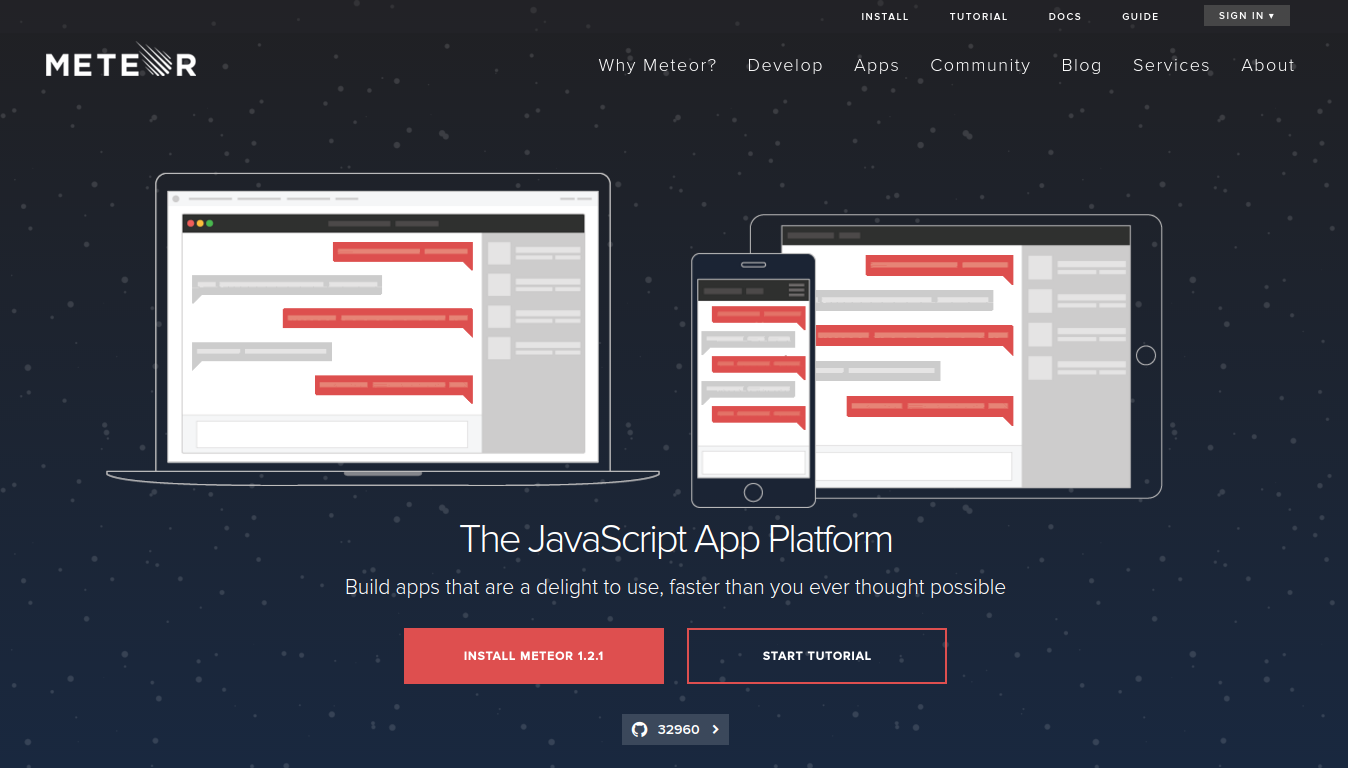 INSTALL TUTORIAL DOCS GUIDE SIGN IN ▾
METEOR
Why Meteor? Develop Apps Community Blog Services About
The JavaScript App Platform
Build apps that are a delight to use, faster than you ever thought possible
INSTALL METEOR 1.2.1 START TUTORIAL
32960